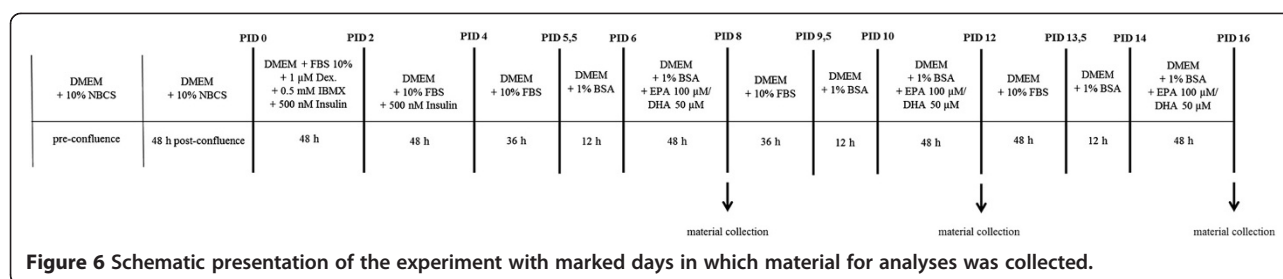 PID 0 PID 2 PID 4 PID 5,5 PID 6 PID 8 PID 9,5 PID 10 PID 12 PID 13,5 PID 14 PID 16
DMEM
+ 10% NBCS
DMEM
+ 10% NBCS
DMEM + FBS 10%
+ 1 µM Dex.
+ 0.5 mM IBMX
+ 500 nM Insulin
DMEM
+ 10% FBS
+ 500 nM Insulin
DMEM
+ 10% FBS
DMEM
+ 1% BSA
DMEM
+ 1% BSA
+ EPA 100 µM/
DHA 50 µM
DMEM
+ 10% FBS
DMEM
+ 1% BSA
DMEM
+ 1% BSA
+ EPA 100 µM/
DHA 50 µM
DMEM
+ 10% FBS
DMEM
+ 1% BSA
DMEM
+ 1% BSA
+ EPA 100 µM/
DHA 50 µM
pre-confluence 48 h post-confluence 48 h 48 h 36 h 12 h 48 h 36 h 12 h 48 h 48 h 12 h 48 h
material collection material collection material collection
Figure 6 Schematic presentation of the experiment with marked days in which material for analyses was collected.